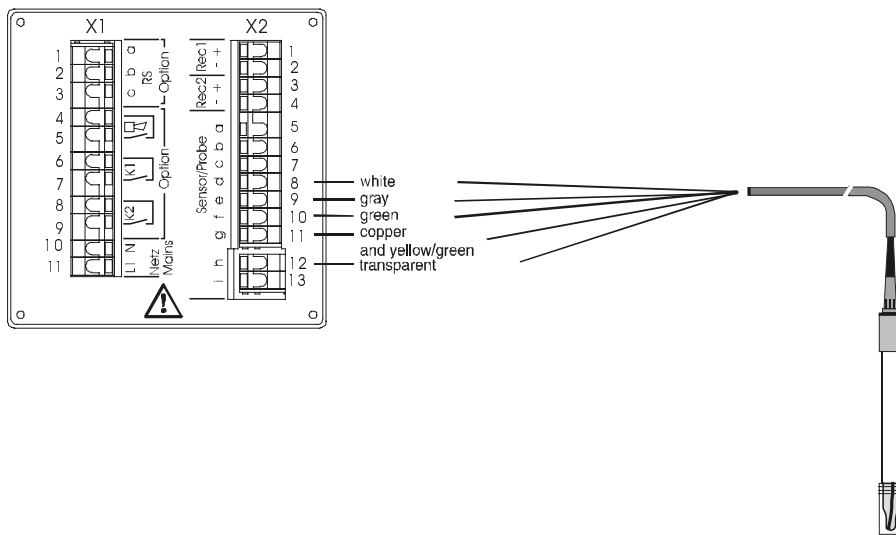 X1
X2
1
2
3
4
5
6
7
8
9
10
11
c b a
RS
Option
K1
K2
Option
LI N
Netz
Mains
Rec1
- +
Rec2
- +
Sensor/Probe
i h g f e d c b a
1
2
3
4
5
6
7
8
9
10
11
12
13
white
gray
green
copper
and yellow/green
transparent